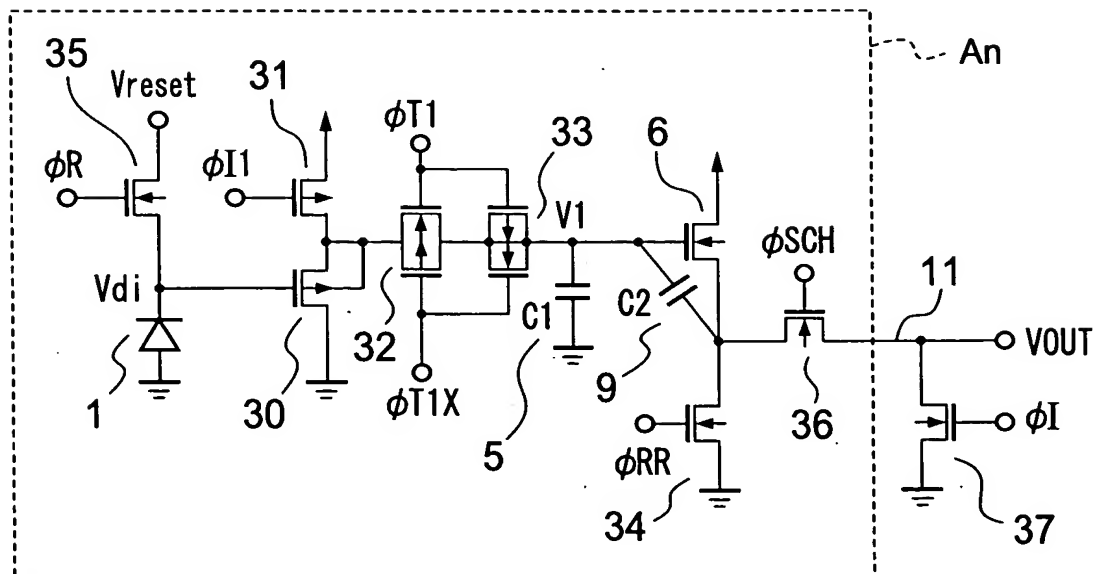 35
31
An
Vreset
φT1
33
6
φR
φI1
V1
φSCH
11
Vdi
C1
C2
VOUT
32
9
1
φT1X
36
φI
30
5
φRR
34
37